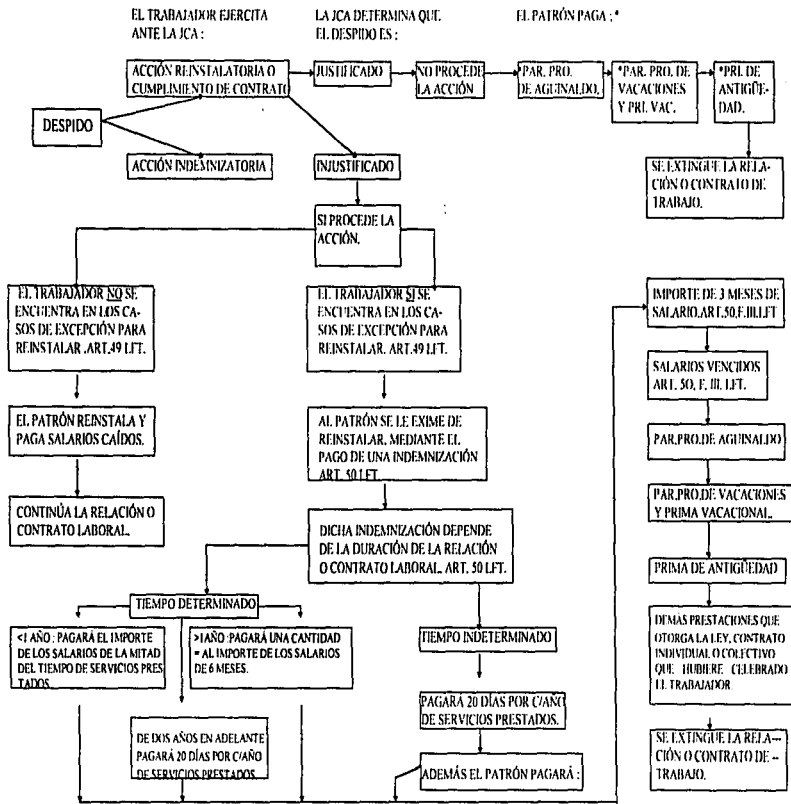 EL TRABAJADOR EJERCITA
ANTE LA JCA :
LA JCA DETERMINA QUE
EL DESPIDO ES :
EL PATRÓN PAGA : *
DESPIDO
ACCIÓN REINSTALATORIA O
CUMPLIMIENTO DE CONTRATO
JUSTIFICADO
NO PROCEDE
LA ACCIÓN
*PAR. PRO.
DE AGUINALDO.
*PAR. PRO. DE
VACACIONES
Y PRI. VAC.
*PRI. DE
ANTIGÜE-
DAD.
SE EXTINGUE LA RELA-
CIÓN O CONTRATO DE
TRABAJO.
ACCIÓN INDEMNIZATORIA
INJUSTIFICADO
SI PROCEDE LA
ACCIÓN.
EL TRABAJADOR NO SE
ENCUENTRA EN LOS CA-
SOS DE EXCEPCIÓN PARA
REINSTALAR .ART.49 LFT.
EL PATRÓN REINSTALA Y
PAGA SALARIOS CAÍDOS.
CONTINÚA LA RELACIÓN O
CONTRATO LABORAL.
EL TRABAJADOR SI SE
ENCUENTRA EN LOS CA-
SOS DE EXCEPCIÓN PARA
REINSTALAR. ART.49 LFT.
AL PATRÓN SE LE EXIME DE
REINSTALAR, MEDIANTE EL
PAGO DE UNA INDEMNIZACIÓN
ART. 50 LFT.
DICHA INDEMNIZACIÓN DEPENDE
DE LA DURACIÓN DE LA RELACIÓN
O CONTRATO LABORAL. ART. 50 LFT.
TIEMPO DETERMINADO
<1 AÑO : PAGARÁ EL IMPORTE
DE LOS SALARIOS DE LA MITAD
DEL TIEMPO DE SERVICIOS PRES
TADOS.
>1AÑO :PAGARÁ UNA CANTIDAD
= AL IMPORTE DE LOS SALARIOS
DE 6 MESES.
DE DOS AÑOS EN ADELANTE
PAGARÁ 20 DÍAS POR C/AÑO
DE SERVICIOS PRESTADOS.
TIEMPO INDETERMINADO
PAGARÁ 20 DÍAS POR C/AÑO
DE SERVICIOS PRESTADOS.
ADEMÁS EL PATRÓN PAGARÁ :
IMPORTE DE 3 MESES DE
SALARIO.ART.50,F.III.LFT
SALARIOS VENCIDOS
ART. 50, F. III. LFT.
PAR.PRO.DE AGUINALDO
PAR.PRO.DE VACACIONES
Y PRIMA VACACIONAL.
PRIMA DE ANTIGÜEDAD
DEMÁS PRESTACIONES QUE
OTORGA LA LEY, CONTRATO
INDIVIDUAL O COLECTIVO
QUE HUBIERE CELEBRADO
EL TRABAJADOR
SE EXTINGUE LA RELA--
CIÓN O CONTRATO DE --
TRABAJO.